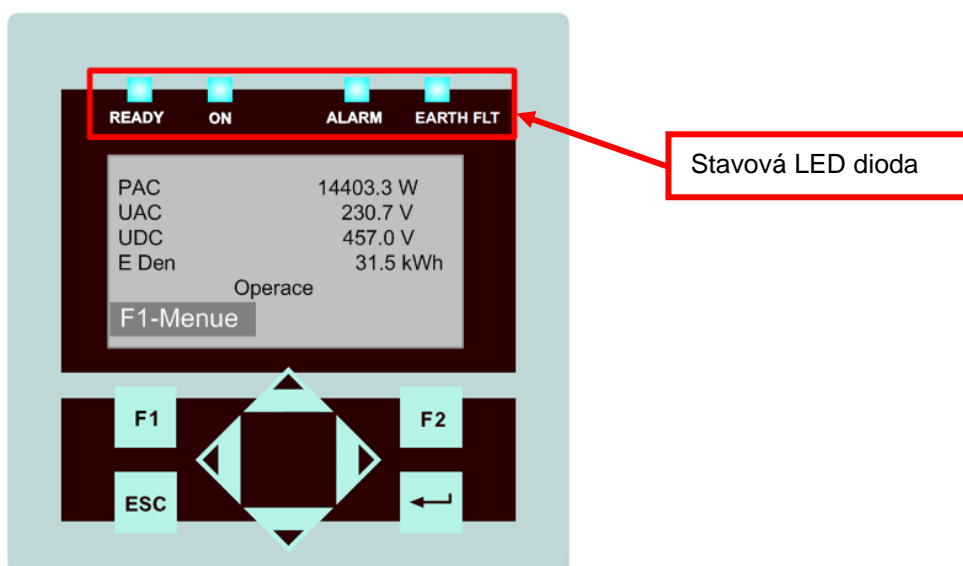 READY ON ALARM EARTH FLT
Stavová LED dioda
PAC 14403.3 W
UAC 230.7 V
UDC 457.0 V
E Den 31.5 kWh
Operace
F1-Menue
F1 F2
ESC